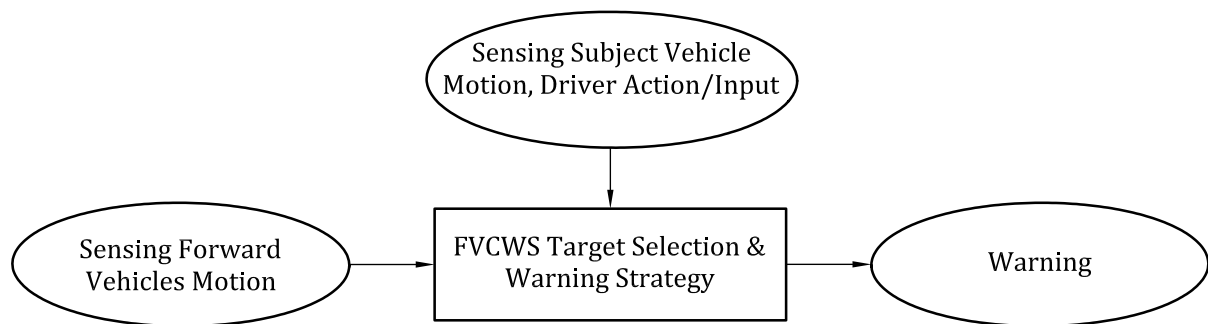 Sensing Subject Vehicle
Motion, Driver Action/Input
Sensing Forward
Vehicles Motion
FVCWS Target Selection &
Warning Strategy
Warning